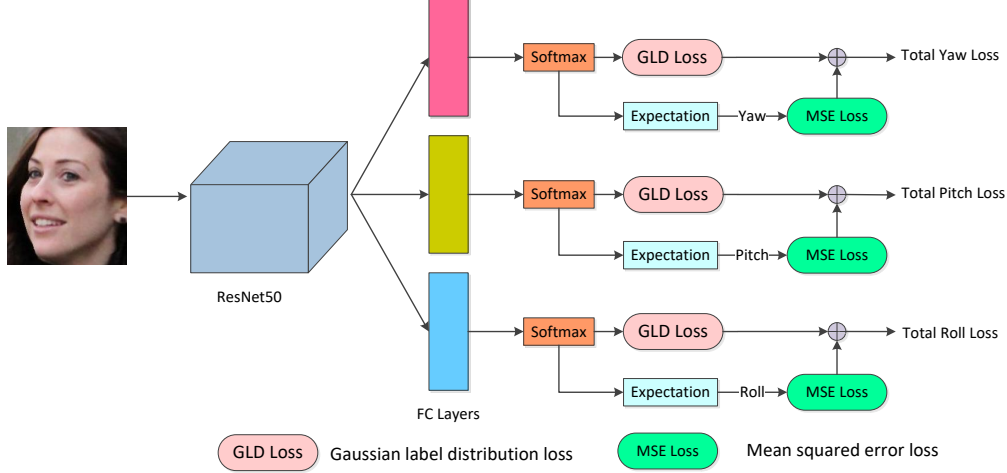 Softmax
GLD Loss
Total Yaw Loss
Expectation
Yaw
MSE Loss
Softmax
GLD Loss
Total Pitch Loss
Expectation
Pitch
MSE Loss
ResNet50
Softmax
GLD Loss
Total Roll Loss
Expectation
Roll
MSE Loss
FC Layers
GLD Loss
Gaussian label distribution loss
MSE Loss
Mean squared error loss